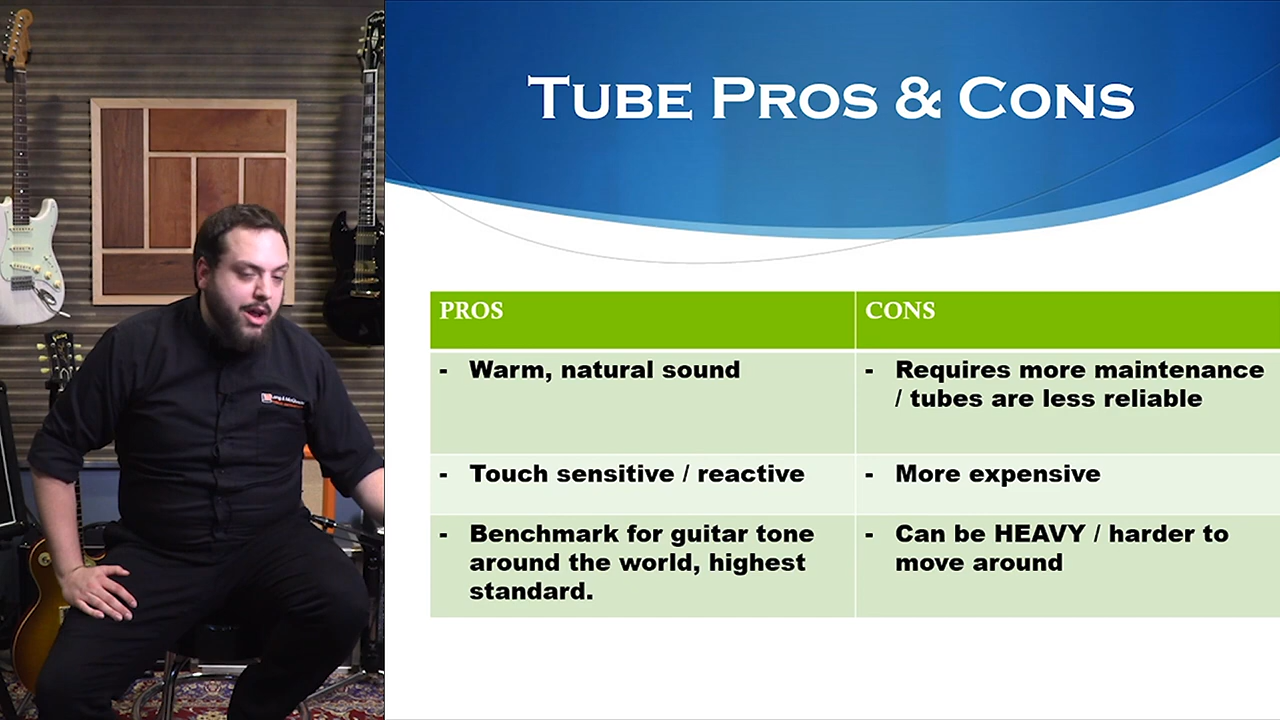 TUBE PROS & CONS
PROS
CONS
- Warm, natural sound
- Requires more maintenance
/ tubes are less reliable
- Touch sensitive / reactive
- More expensive
- Benchmark for guitar tone
around the world, highest
standard.
- Can be HEAVY / harder to
move around